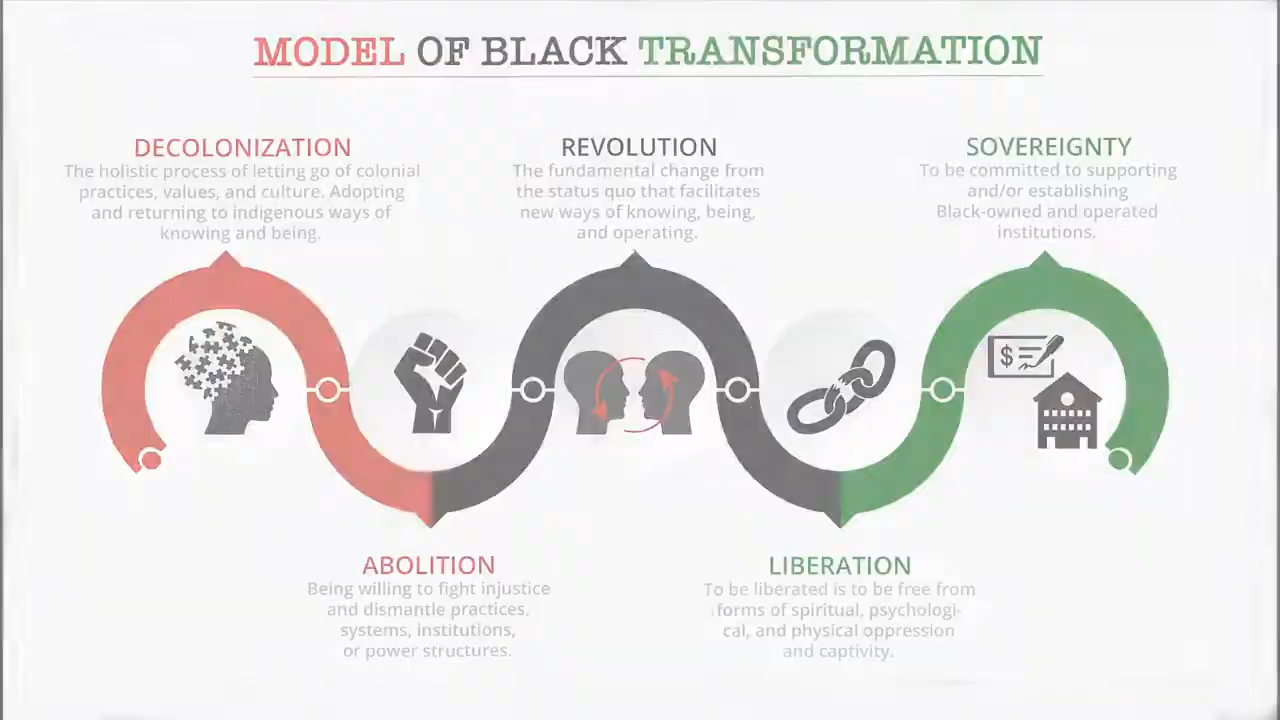 MODEL OF BLACK TRANSFORMATION
DECOLONIZATION
The holistic process of letting go of colonial
practices, values, and culture. Adopting
and returning to indigenous ways of
knowing and being.
REVOLUTION
The fundamental change from
the status quo that facilitates
new ways of knowing, being,
and operating.
SOVEREIGNTY
To be committed to supporting
and/or establishing
Black-owned and operated
institutions.
$
ABOLITION
Being willing to fight injustice
and dismantle practices,
systems, institutions,
or power structures.
LIBERATION
To be liberated is to be free from
forms of spiritual, psychologi-
cal, and physical oppression
and captivity.